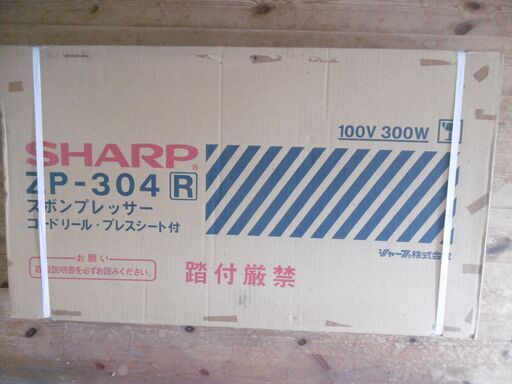 SHARP
100V 300W
ZP-304 R
ズボンプレッサー
コードリール・プレスシート付
お願い
取扱説明書を必ずお読みください。
踏付厳禁
シャープ株式会社